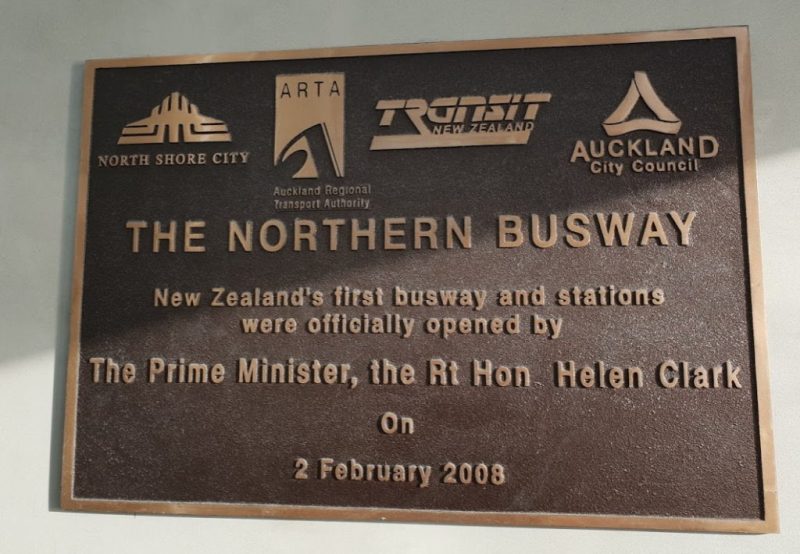 NORTH SHORE CITY
ARTA
Auckland Regional
Transport Authority
TRANSIT
NEW ZEALAND
AUCKLAND
City Council
THE NORTHERN BUSWAY
New Zealand's first busway and stations
were officially opened by
The Prime Minister, the Rt Hon Helen Clark
On
2 February 2008